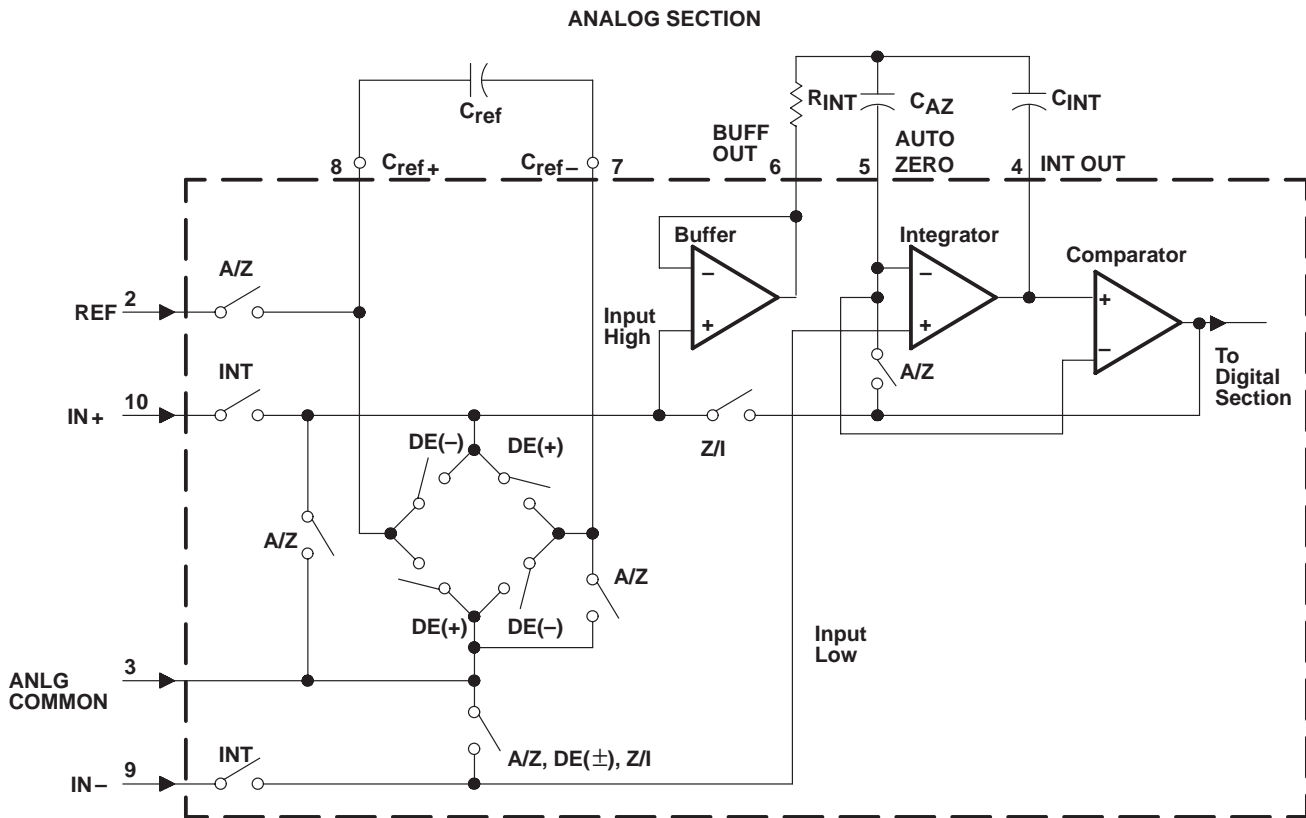 ANALOG SECTION
Cref
RINT
CAZ
CINT
BUFF
OUT
AUTO
ZERO
8
Cref+
Cref−
7
6
5
4
INT OUT
A/Z
Buffer
Integrator
Comparator
REF
2
−
−
+
Input
High
+
+
−
A/Z
To
Digital
Section
INT
IN+
10
Z/I
DE(−)
DE(+)
A/Z
A/Z
DE(+)
DE(−)
Input
Low
ANLG
COMMON
3
A/Z, DE(±), Z/I
INT
IN−
9